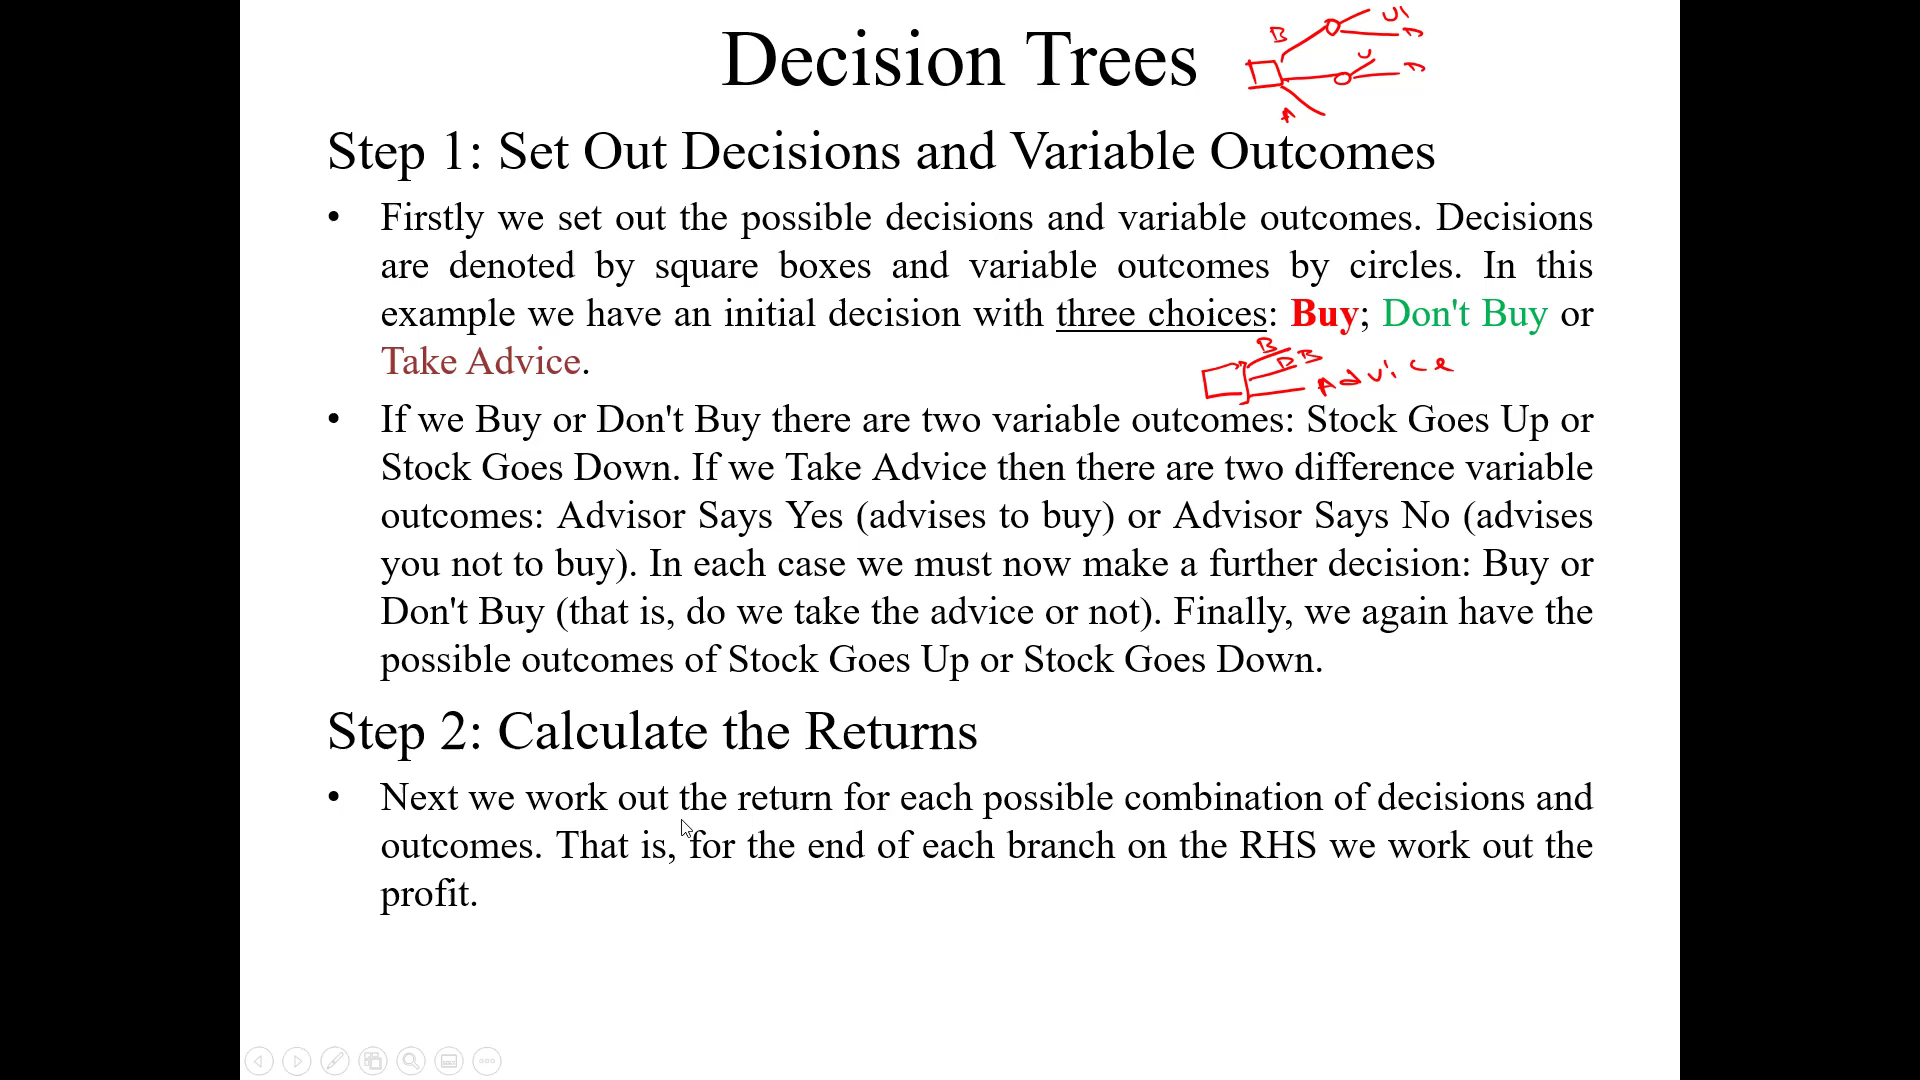 Decision Trees
B
U
D
U
D
A
Step 1: Set Out Decisions and Variable Outcomes
• Firstly we set out the possible decisions and variable outcomes. Decisions
are denoted by square boxes and variable outcomes by circles. In this
example we have an initial decision with three choices: Buy; Don't Buy or
Take Advice.
B
DB
Advice
• If we Buy or Don't Buy there are two variable outcomes: Stock Goes Up or
Stock Goes Down. If we Take Advice then there are two difference variable
outcomes: Advisor Says Yes (advises to buy) or Advisor Says No (advises
you not to buy). In each case we must now make a further decision: Buy or
Don't Buy (that is, do we take the advice or not). Finally, we again have the
possible outcomes of Stock Goes Up or Stock Goes Down.
Step 2: Calculate the Returns
• Next we work out the return for each possible combination of decisions and
outcomes. That is, for the end of each branch on the RHS we work out the
profit.